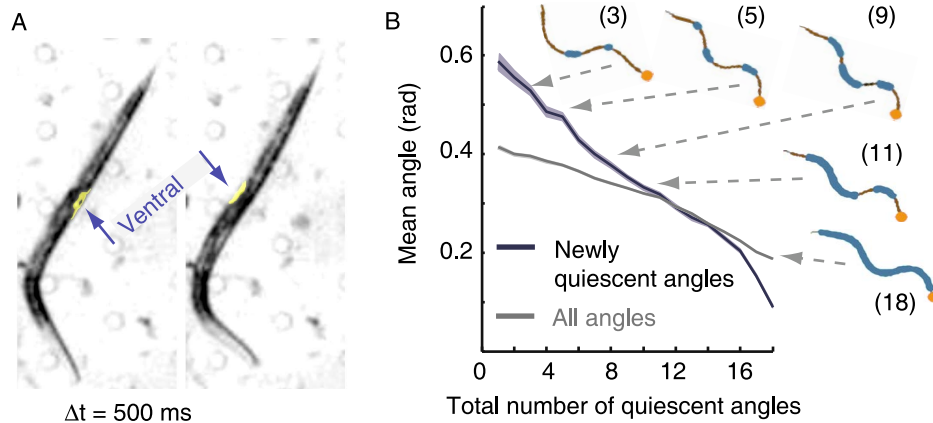 A
Ventral
Δt = 500 ms
B
(3)
(5)
(9)
(11)
(18)
Mean angle (rad)
0.6
0.4
0.2
Newly
quiescent angles
All angles
0 4 8 12 16
Total number of quiescent angles